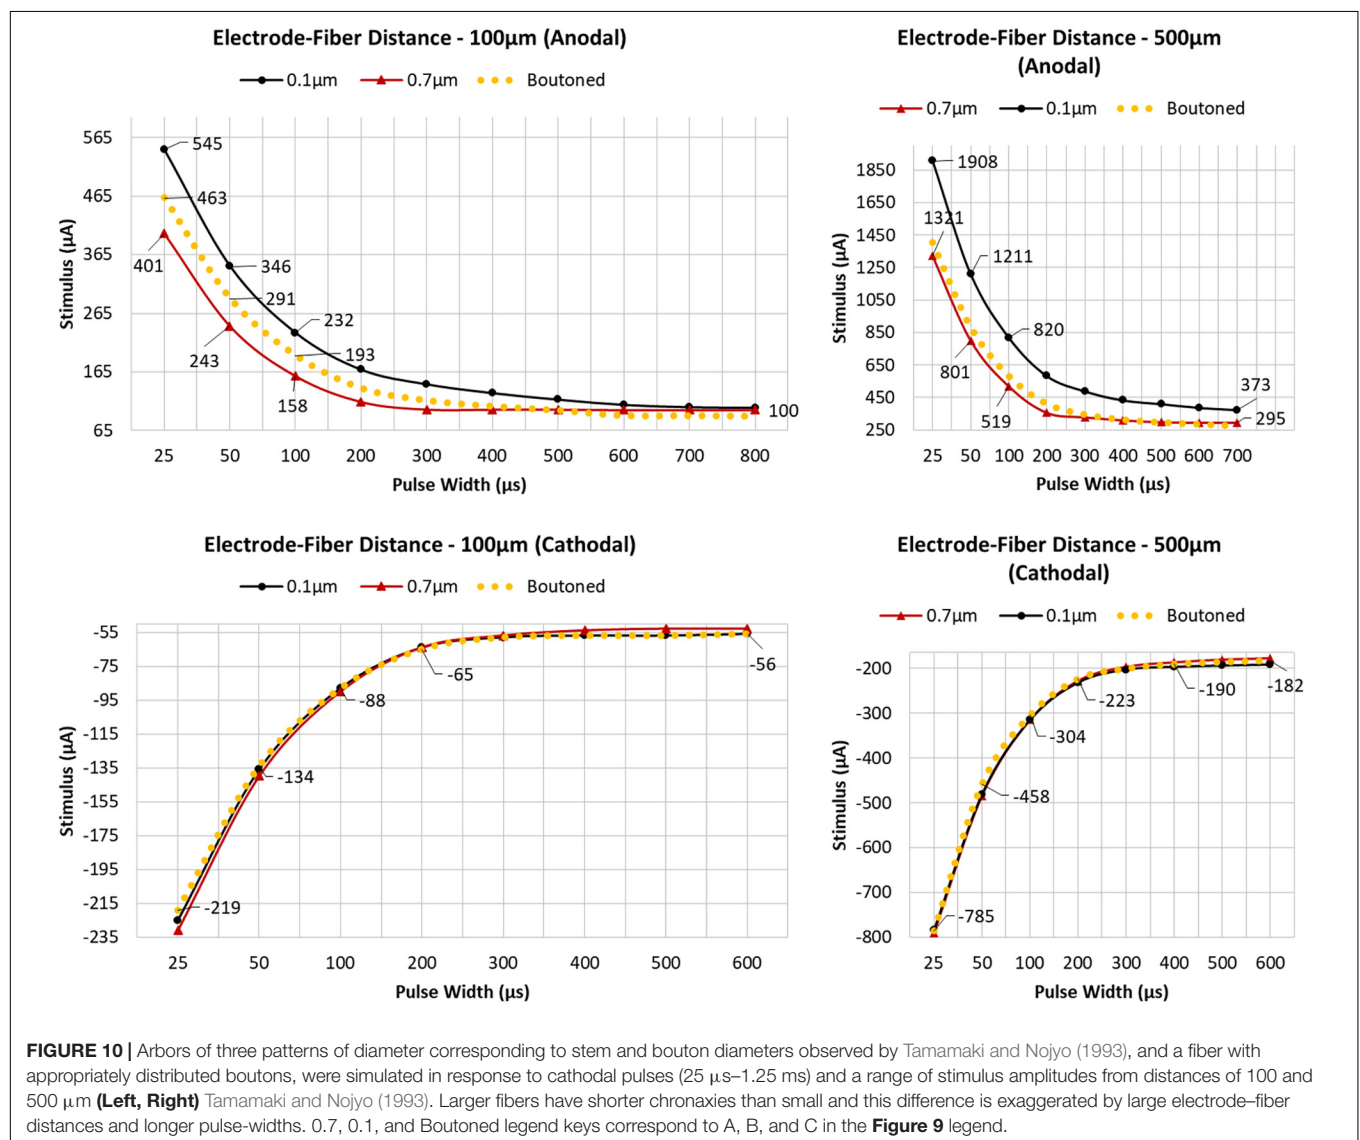 Electrode-Fiber Distance - 100μm (Anodal)
0.1μm 0.7μm Boutoned
Stimulus (μA)
565
465
365
265
165
65
545
463
401
346
291
243
232
193
158
100
25 50 100 200 300 400 500 600 700 800
Pulse Width (μs)
Electrode-Fiber Distance - 500μm
(Anodal)
0.7μm 0.1μm Boutoned
Stimulus (μA)
1850
1650
1450
1250
1050
850
650
450
250
1908
1321
1211
801
820
519
373
295
25 50 100 200 300 400 500 600 700
Pulse Width (μs)
Electrode-Fiber Distance - 100μm (Cathodal)
0.1μm 0.7μm Boutoned
Stimulus (μA)
-55
-75
-95
-115
-135
-155
-175
-195
-215
-235
-56
-65
-88
-134
-219
25 50 100 200 300 400 500 600
Pulse Width (μs)
Electrode-Fiber Distance - 500μm
(Cathodal)
0.7μm 0.1μm Boutoned
Stimulus (μA)
-200
-300
-400
-500
-600
-700
-800
-182
-190
-223
-304
-458
-785
25 50 100 200 300 400 500 600
Pulse Width (μs)
FIGURE 10 | Arbors of three patterns of diameter corresponding to stem and bouton diameters observed by Tamamaki and Nojyo (1993), and a fiber with
appropriately distributed boutons, were simulated in response to cathodal pulses (25 μs–1.25 ms) and a range of stimulus amplitudes from distances of 100 and
500 μm (Left, Right) Tamamaki and Nojyo (1993). Larger fibers have shorter chronaxies than small and this difference is exaggerated by large electrode–fiber
distances and longer pulse-widths. 0.7, 0.1, and Boutoned legend keys correspond to A, B, and C in the Figure 9 legend.